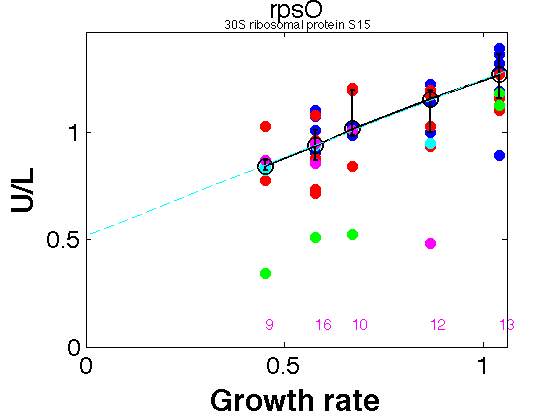 rpsO
30S ribosomal protein S15
U/L
1
0.5
0
9 16 10 12 13
0 0.5 1
Growth rate